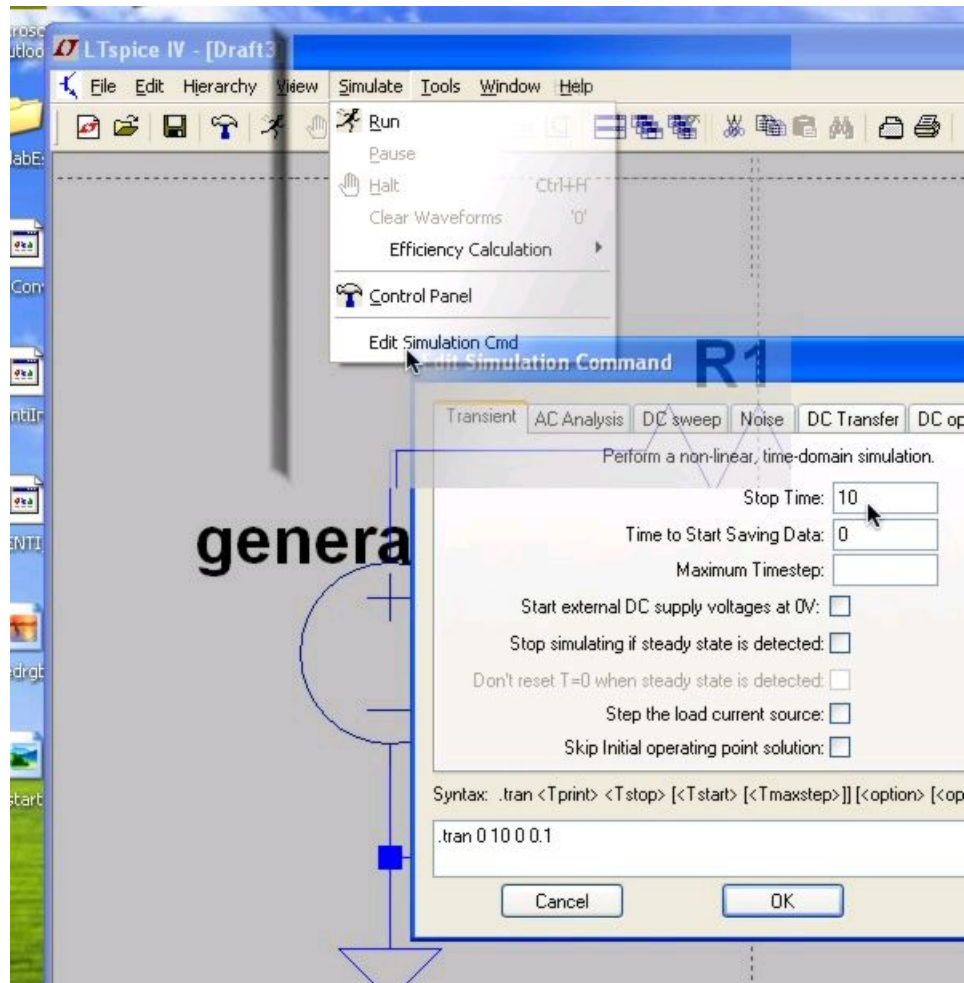 LTspice IV - [Draft3
File Edit Hierarchy View Simulate Tools Window Help
Run
Pause
Halt Ctrl+H
Clear Waveforms '0'
Efficiency Calculation
Control Panel
Edit Simulation Cmd
Edit Simulation Command
R1
Transient AC Analysis DC sweep Noise DC Transfer DC op
Perform a non-linear, time-domain simulation.
Stop Time: 10
Time to Start Saving Data: 0
Maximum Timestep:
genera
Start external DC supply voltages at 0V:
Stop simulating if steady state is detected:
Don't reset T=0 when steady state is detected:
Step the load current source:
Skip Initial operating point solution:
start
Syntax: .tran <Tprint> <Tstop> [<Tstart> [<Tmaxstep>]] [<option> [<op
.tran 0 10 0 0.1
Cancel OK